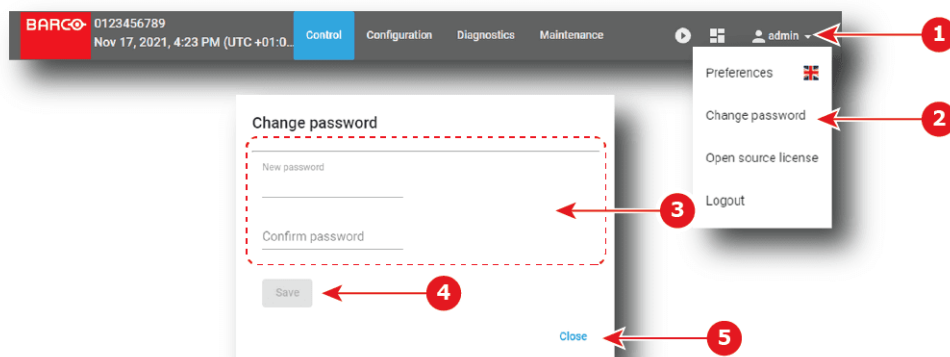 BARCO 0123456789
Nov 17, 2021, 4:23 PM (UTC +01:0...
Control Configuration Diagnostics Maintenance admin
1
Preferences
Change password
2
Open source license
Logout
Change password
New password
3
Confirm password
Save
4
Close
5